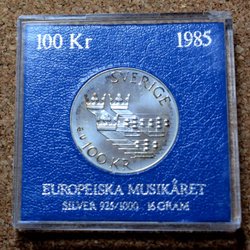 100 Kr 1985
SVERIGE
100 KR
EUROPEISKA MUSIKÅRET
SILVER 925/1000 16 GRAM